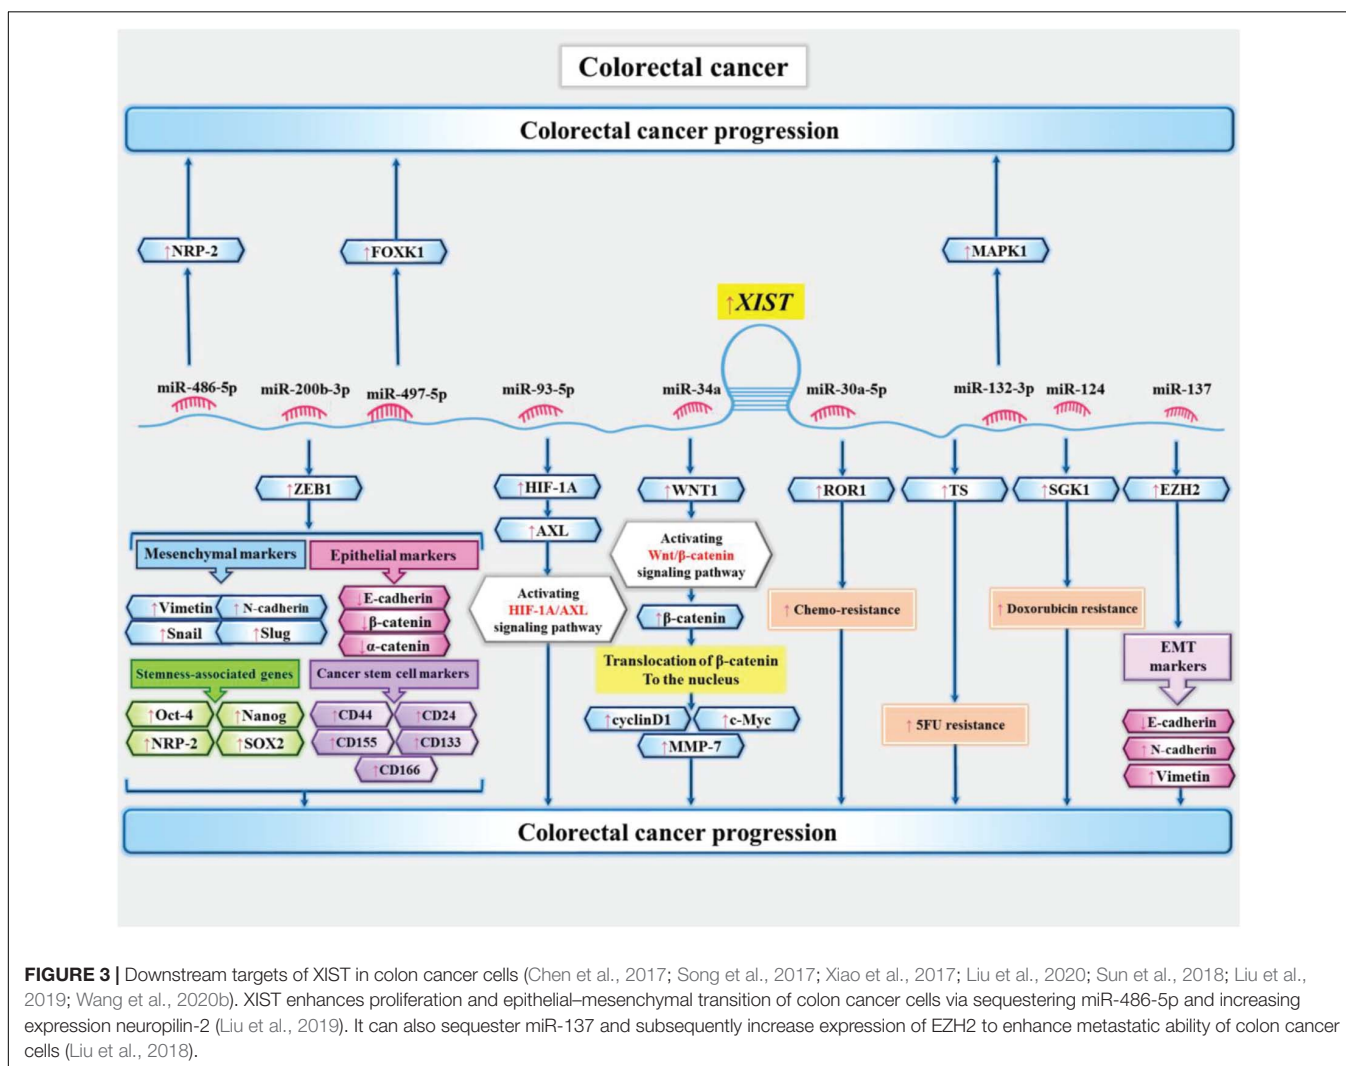 Colorectal cancer
Colorectal cancer progression
↑NRP-2
↑FOXK1
↑MAPK1
↑XIST
miR-486-5p
miR-200b-3p
miR-497-5p
miR-93-5p
miR-34a
miR-30a-5p
miR-132-3p
miR-124
miR-137
↑ZEB1
↑HIF-1A
↑WNT1
↑ROR1
↑TS
↑SGK1
↑EZH2
↑AXL
Mesenchymal markers
Epithelial markers
↑Vimetin
↑N-cadherin
↑Snail
↑Slug
↓E-cadherin
↓β-catenin
↓α-catenin
Activating
HIF-1A/AXL
signaling pathway
Activating
Wnt/β-catenin
signaling pathway
↑β-catenin
Translocation of β-catenin
To the nucleus
↑cyclinD1
↑c-Myc
↑MMP-7
↑ Chemo-resistance
↑ Doxorubicin resistance
↑ 5FU resistance
EMT
markers
↓E-cadherin
↑ N-cadherin
↑Vimetin
Stemness-associated genes
Cancer stem cell markers
↑Oct-4
↑Nanog
↑NRP-2
↑SOX2
↑CD44
↑CD24
↑CD155
↑CD133
↑CD166
Colorectal cancer progression
FIGURE 3 | Downstream targets of XIST in colon cancer cells (Chen et al., 2017; Song et al., 2017; Xiao et al., 2017; Liu et al., 2020; Sun et al., 2018; Liu et al.,
2019; Wang et al., 2020b). XIST enhances proliferation and epithelial–mesenchymal transition of colon cancer cells via sequestering miR-486-5p and increasing
expression neuropilin-2 (Liu et al., 2019). It can also sequester miR-137 and subsequently increase expression of EZH2 to enhance metastatic ability of colon cancer
cells (Liu et al., 2018).